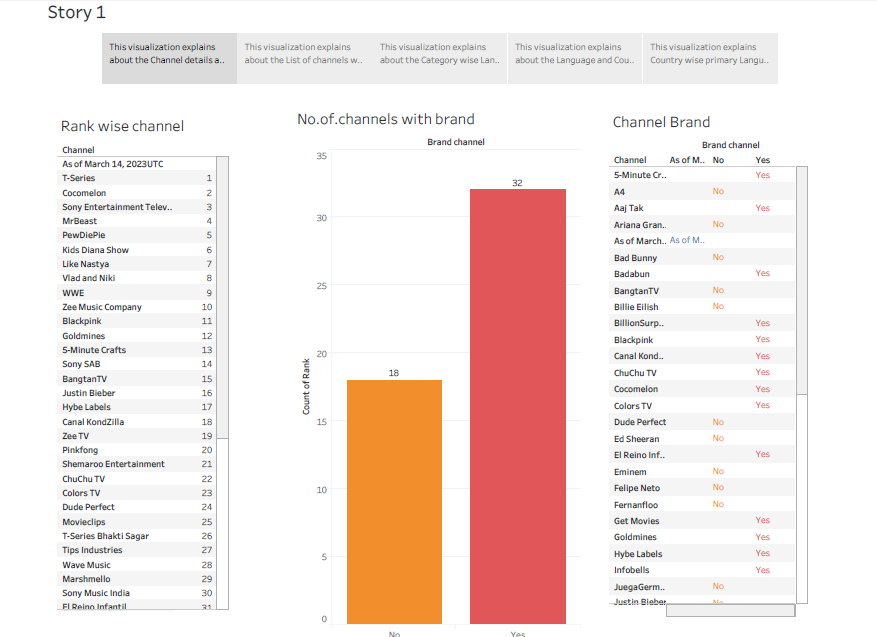 Story 1
This visualization explains
about the Channel details a..
This visualization explains
about the List of channels w..
This visualization explains
about the Category wise Lan..
This visualization explains
about the Language and Cou..
This visualization explains
Country wise primary Langu..
Rank wise channel
Channel
As of March 14, 2023UTC
T-Series 1
Cocomelon 2
Sony Entertainment Telev.. 3
MrBeast 4
PewDiePie 5
Kids Diana Show 6
Like Nastya 7
Vlad and Niki 8
WWE 9
Zee Music Company 10
Blackpink 11
Goldmines 12
5-Minute Crafts 13
Sony SAB 14
BangtanTV 15
Justin Bieber 16
Hybe Labels 17
Canal KondZilla 18
Zee TV 19
Pinkfong 20
Shemaroo Entertainment 21
ChuChu TV 22
Colors TV 23
Dude Perfect 24
Movieclips 25
T-Series Bhakti Sagar 26
Tips Industries 27
Wave Music 28
Marshmello 29
Sony Music India 30
El Reino Infantil 31
No.of.channels with brand
Brand channel
35
30
25
20
15
10
5
0
Count of Rank
18
32
No
Yes
Channel Brand
Brand channel
Channel As of M.. No Yes
5-Minute Cr.. Yes
A4 No
Aaj Tak Yes
Ariana Gran.. No
As of March.. As of M..
Bad Bunny No
Badabun Yes
BangtanTV No
Billie Eilish No
BillionSurp.. Yes
Blackpink Yes
Canal Kond.. Yes
ChuChu TV Yes
Cocomelon Yes
Colors TV Yes
Dude Perfect No
Ed Sheeran No
El Reino Inf.. Yes
Eminem No
Felipe Neto No
Fernanfloo No
Get Movies Yes
Goldmines Yes
Hybe Labels Yes
Infobells Yes
JuegaGerm.. No
Justin Bieber No